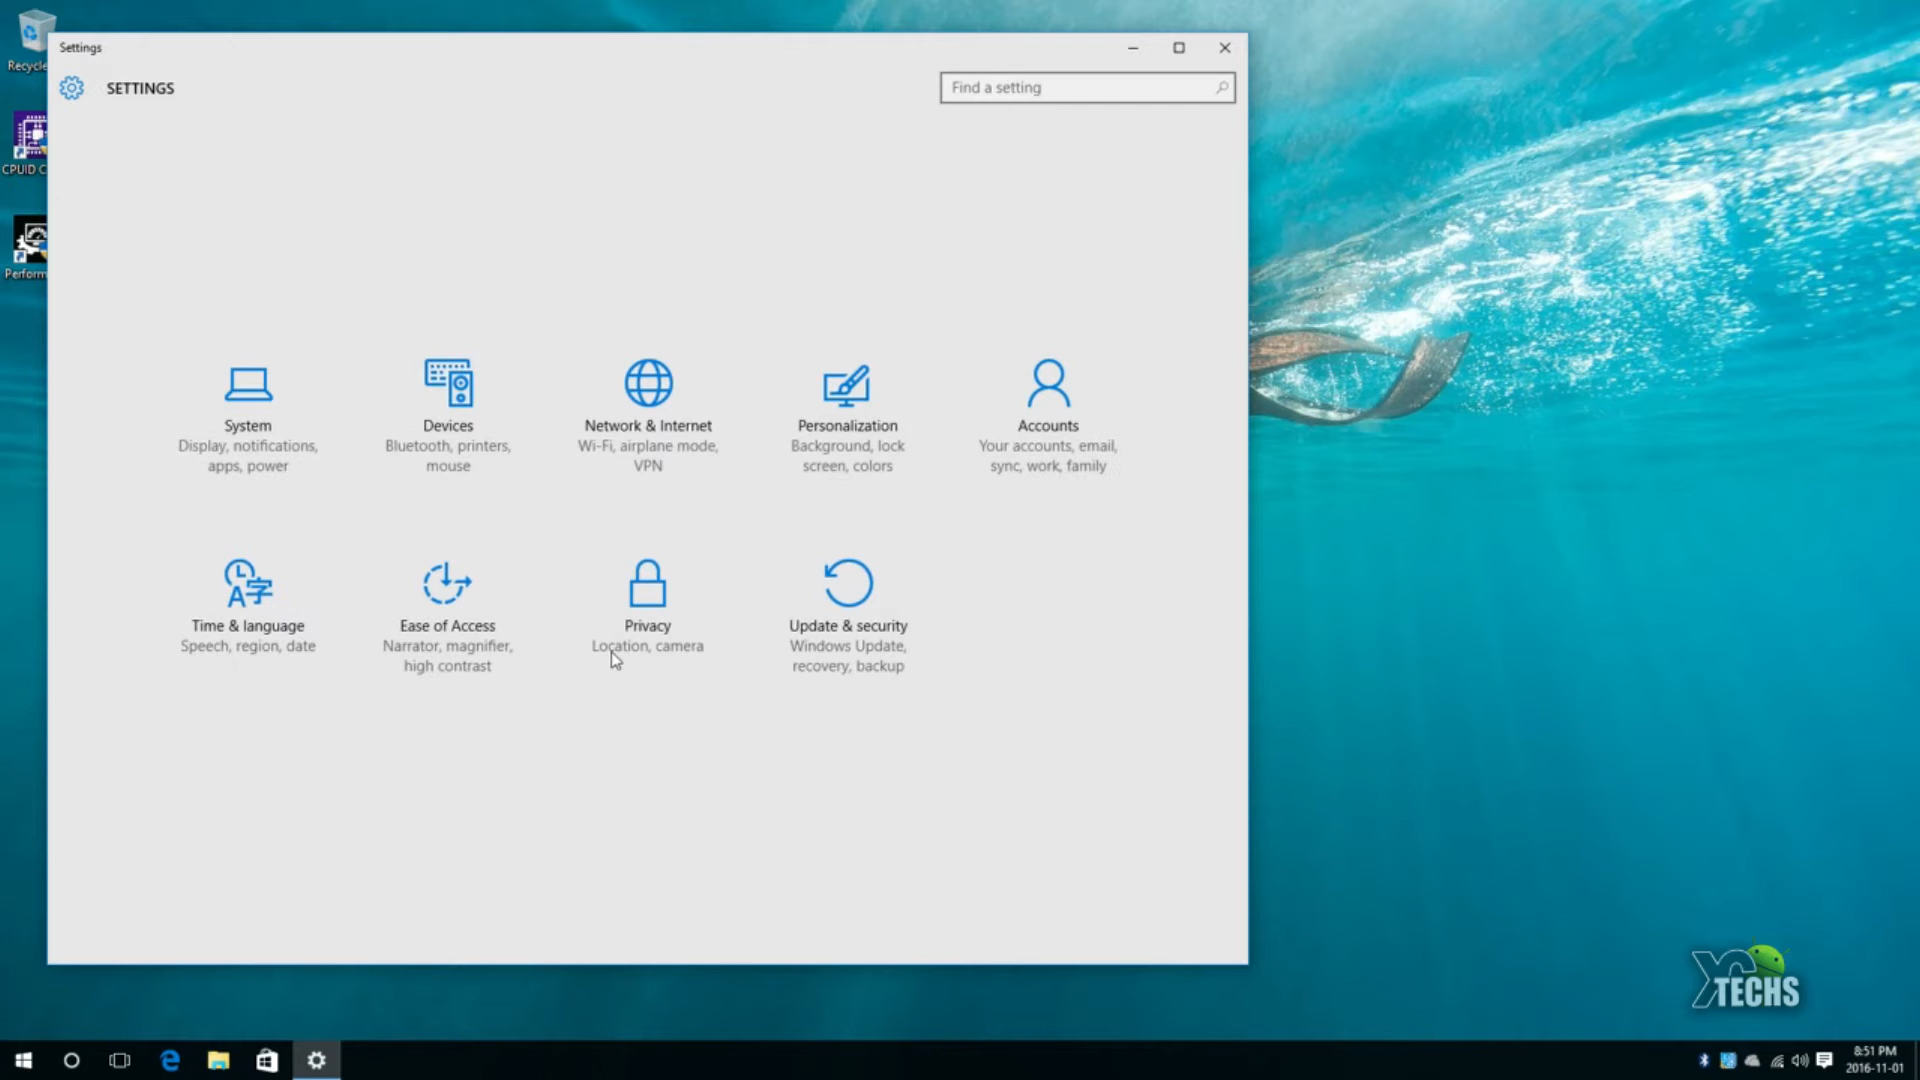 Settings
SETTINGS
Find a setting
Recycle
CPUID C
Perform
System
Display, notifications,
apps, power
Devices
Bluetooth, printers,
mouse
Network & Internet
Wi-Fi, airplane mode,
VPN
Personalization
Background, lock
screen, colors
Accounts
Your accounts, email,
sync, work, family
Time & language
Speech, region, date
Ease of Access
Narrator, magnifier,
high contrast
Privacy
Location, camera
Update & security
Windows Update,
recovery, backup
TECHS
8:51 PM
2016-11-01